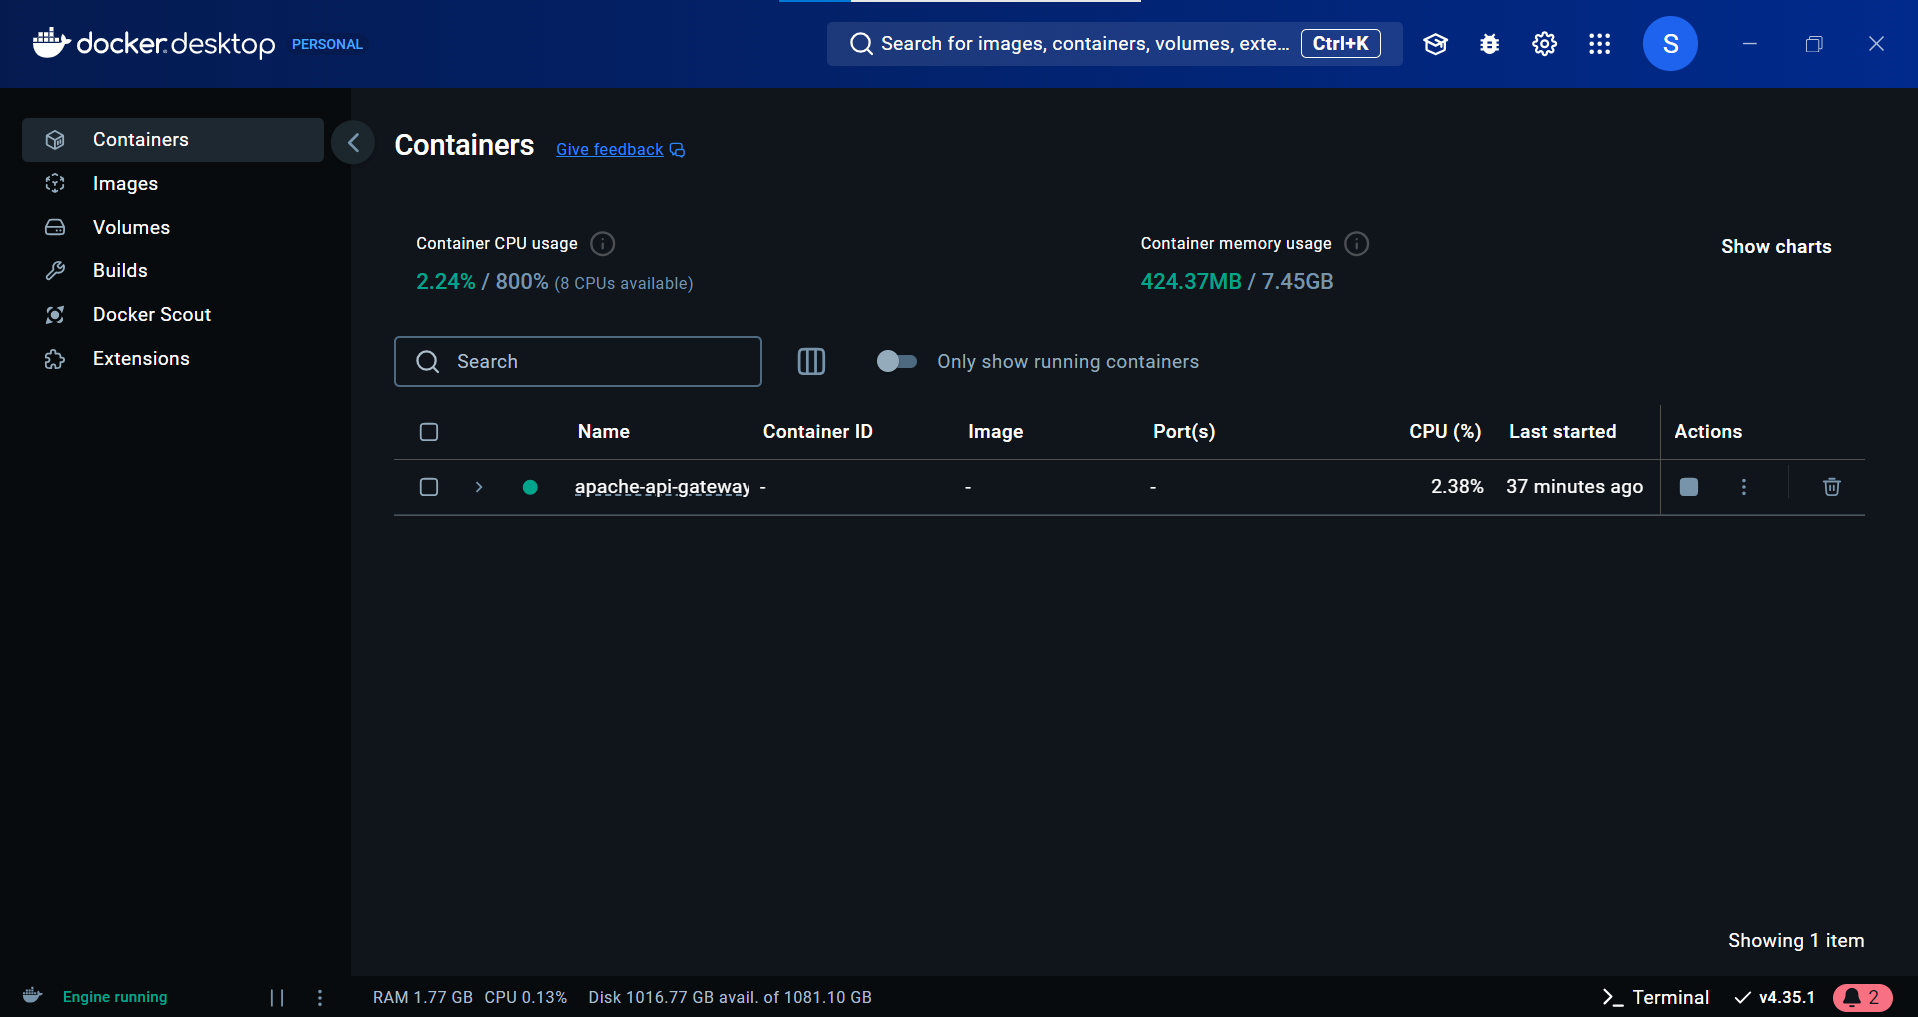 docker desktop PERSONAL
Search for images, containers, volumes, exte... Ctrl+K
S
Containers
Images
Volumes
Builds
Docker Scout
Extensions
Containers Give feedback
Container CPU usage
2.24% / 800% (8 CPUs available)
Container memory usage
424.37MB / 7.45GB
Show charts
Search
Only show running containers
Name Container ID Image Port(s) CPU (%) Last started Actions
apache-api-gateway - - - 2.38% 37 minutes ago
Showing 1 item
Engine running
RAM 1.77 GB CPU 0.13% Disk 1016.77 GB avail. of 1081.10 GB
Terminal v4.35.1 2